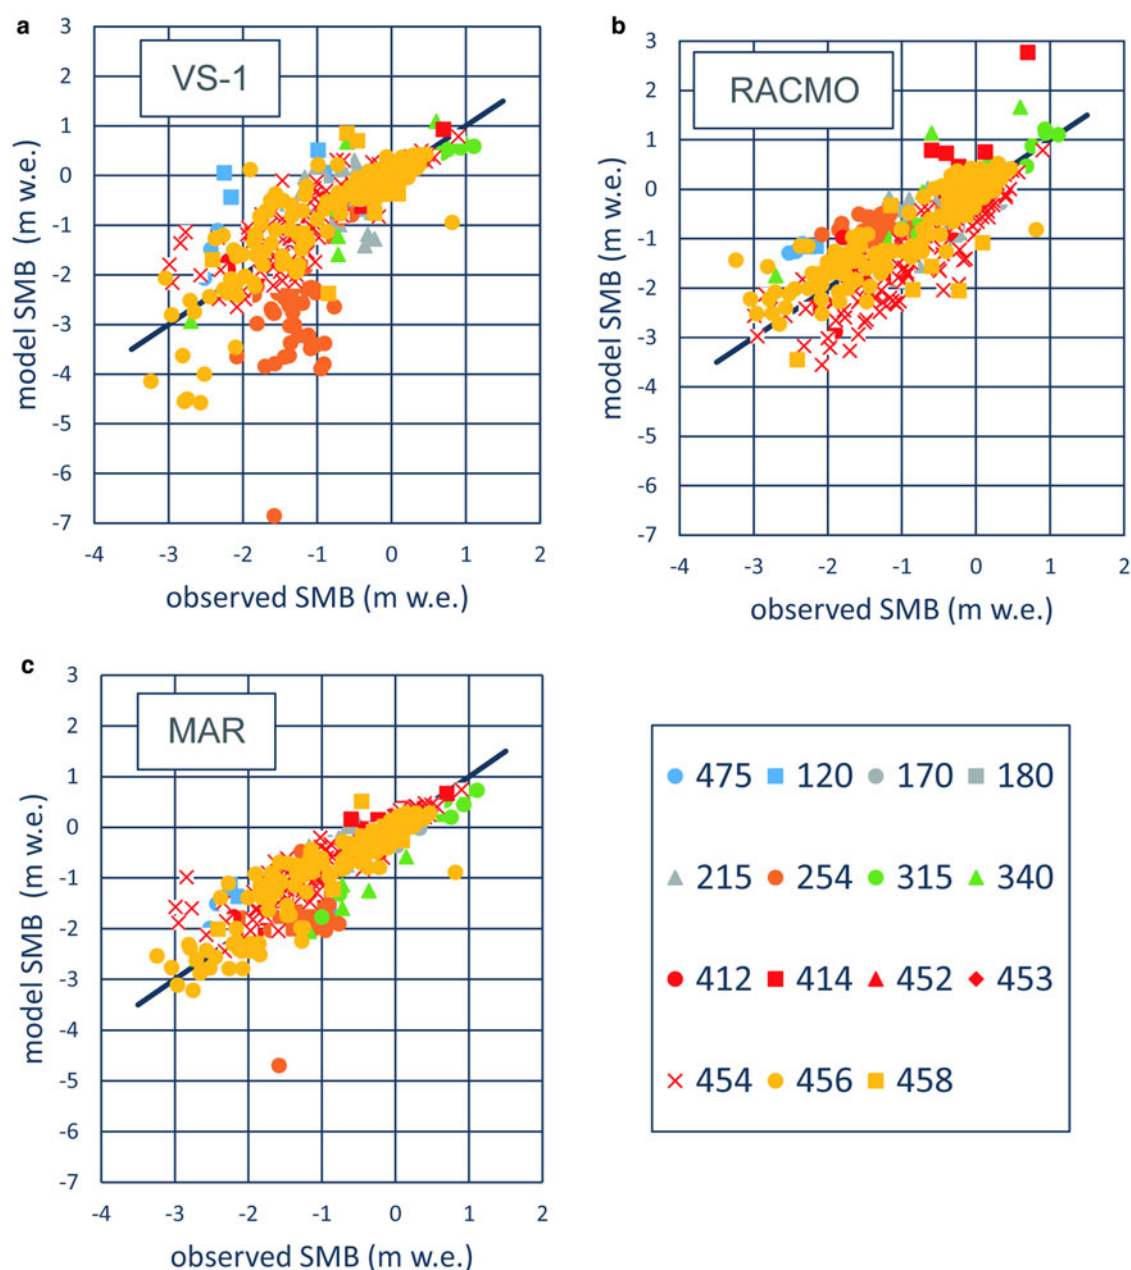 a
VS-1
3
2
1
0
-1
-2
-3
-4
-5
-6
-7
model SMB (m w.e.)
-4 -3 -2 -1 0 1 2
observed SMB (m w.e.)
b
RACMO
3
2
1
0
-1
-2
-3
-4
-5
-6
-7
model SMB (m w.e.)
-4 -3 -2 -1 0 1 2
observed SMB (m w.e.)
c
MAR
3
2
1
0
-1
-2
-3
-4
-5
-6
-7
model SMB (m w.e.)
-4 -3 -2 -1 0 1 2
observed SMB (m w.e.)
475 120 170 180
215 254 315 340
412 414 452 453
454 456 458